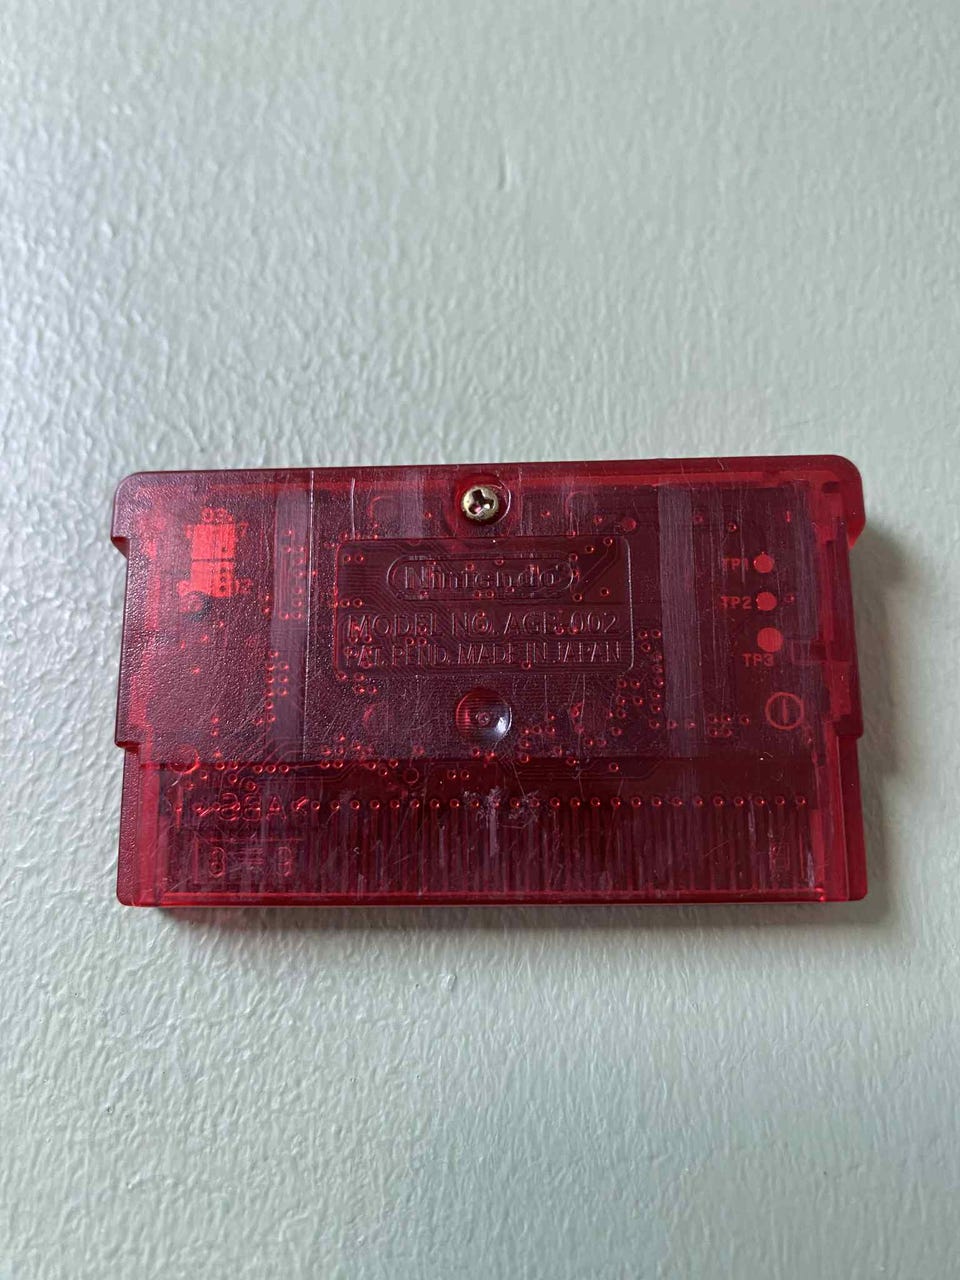 Nintendo
MODEL NO. AGB-002
PAT. PEND. MADE IN JAPAN
TP1
TP2
TP3